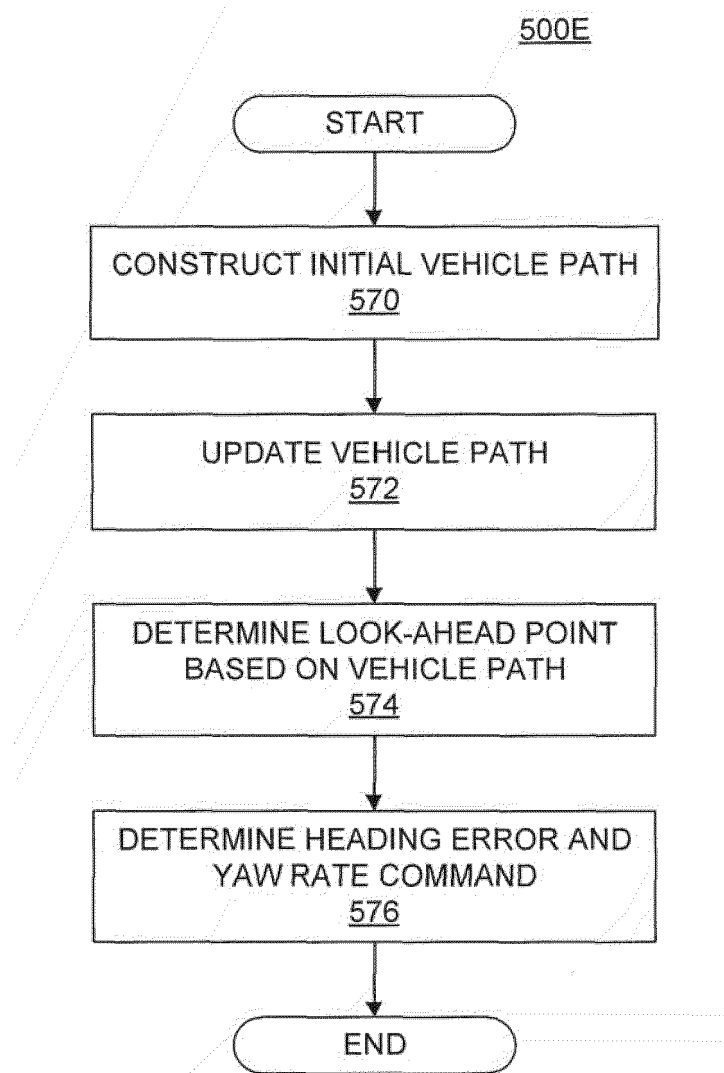 500E
START
CONSTRUCT INITIAL VEHICLE PATH
570
UPDATE VEHICLE PATH
572
DETERMINE LOOK-AHEAD POINT
BASED ON VEHICLE PATH
574
DETERMINE HEADING ERROR AND
YAW RATE COMMAND
576
END